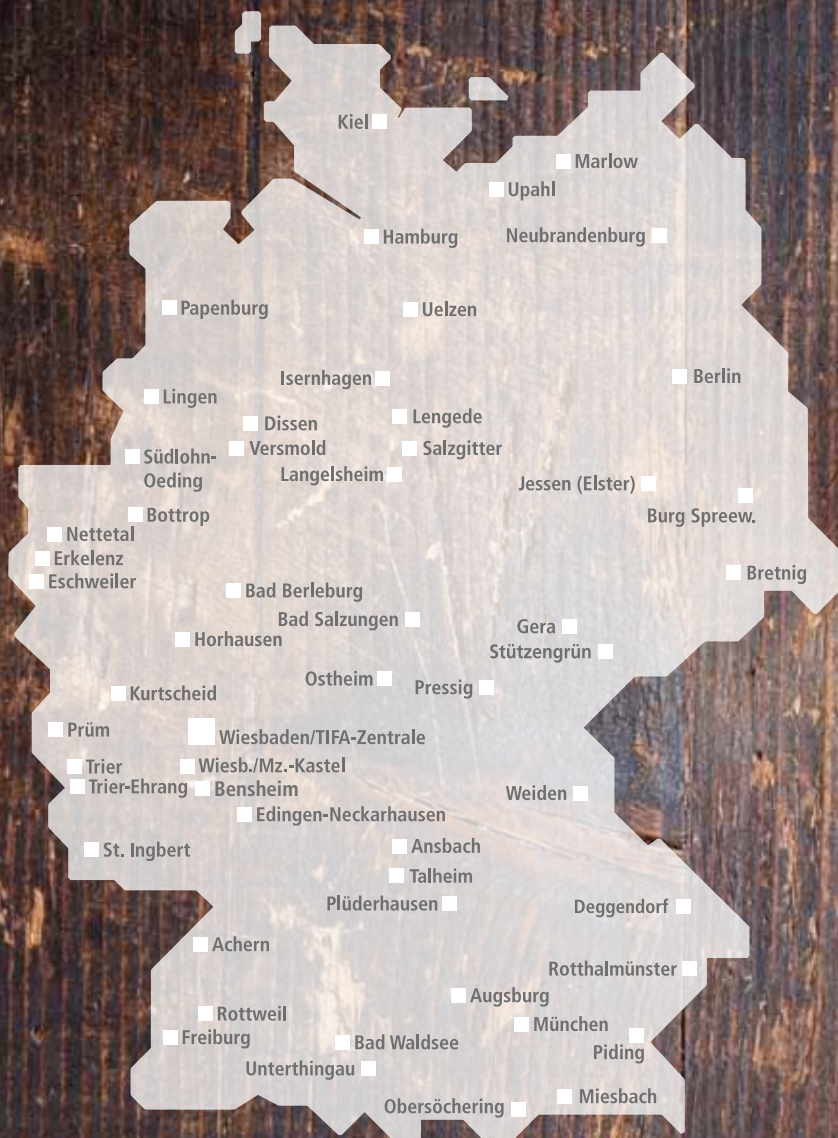 Kiel
Marlow
Upahl
Hamburg
Neubrandenburg
Papenburg
Uelzen
Isernhagen
Berlin
Lingen
Lengede
Dissen
Versmold
Salzgitter
Südlohn-
Oeding
Langelsheim
Jessen (Elster)
Burg Spreew.
Bottrop
Nettetal
Erkelenz
Eschweiler
Bretnig
Bad Berleburg
Bad Salzungen
Gera
Horhausen
Stützengrün
Ostheim
Pressig
Kurtscheid
Prüm
Wiesbaden/TIFA-Zentrale
Trier
Wiesb./Mz.-Kastel
Trier-Ehrang
Bensheim
Weiden
Edingen-Neckarhausen
St. Ingbert
Ansbach
Talheim
Plüderhausen
Deggendorf
Achern
Rotthalmünster
Augsburg
Rottweil
München
Freiburg
Bad Waldsee
Piding
Unterthingau
Miesbach
Obersöchering